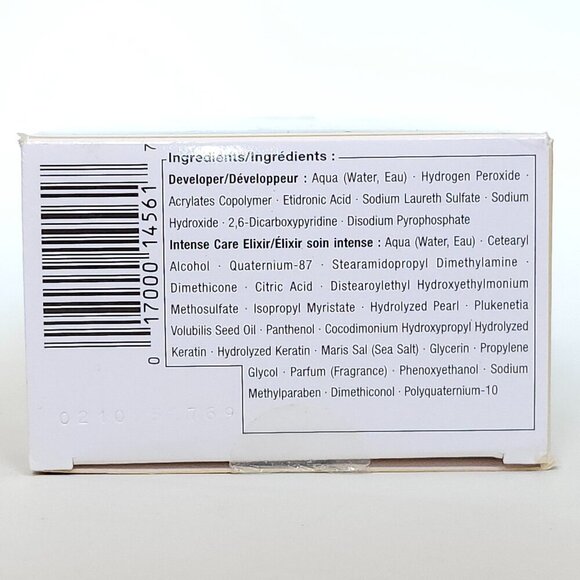 Ingredients/Ingrédients :
Developer/Développeur : Aqua (Water, Eau) · Hydrogen Peroxide ·
Acrylates Copolymer · Etidronic Acid · Sodium Laureth Sulfate · Sodium
Hydroxide · 2,6-Dicarboxypyridine · Disodium Pyrophosphate
Intense Care Elixir/Élixir soin intense : Aqua (Water, Eau) · Cetearyl
Alcohol · Quaternium-87 · Stearamidopropyl Dimethylamine ·
Dimethicone · Citric Acid · Distearoylethyl Hydroxyethylmonium
Methosulfate · Isopropyl Myristate · Hydrolyzed Pearl · Plukenetia
Volubilis Seed Oil · Panthenol · Cocodimonium Hydroxypropyl Hydrolyzed
Keratin · Hydrolyzed Keratin · Maris Sal (Sea Salt) · Glycerin · Propylene
Glycol · Parfum (Fragrance) · Phenoxyethanol · Sodium
Methylparaben · Dimethiconol · Polyquaternium-10
0 17000 14561 7
0210